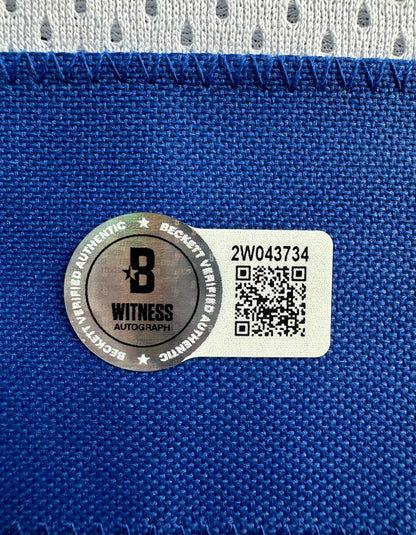 BECKETT VERIFIED AUTHENTIC
BECKETT VERIFIED AUTHENTIC
B
WITNESS
AUTOGRAPH
2W043734